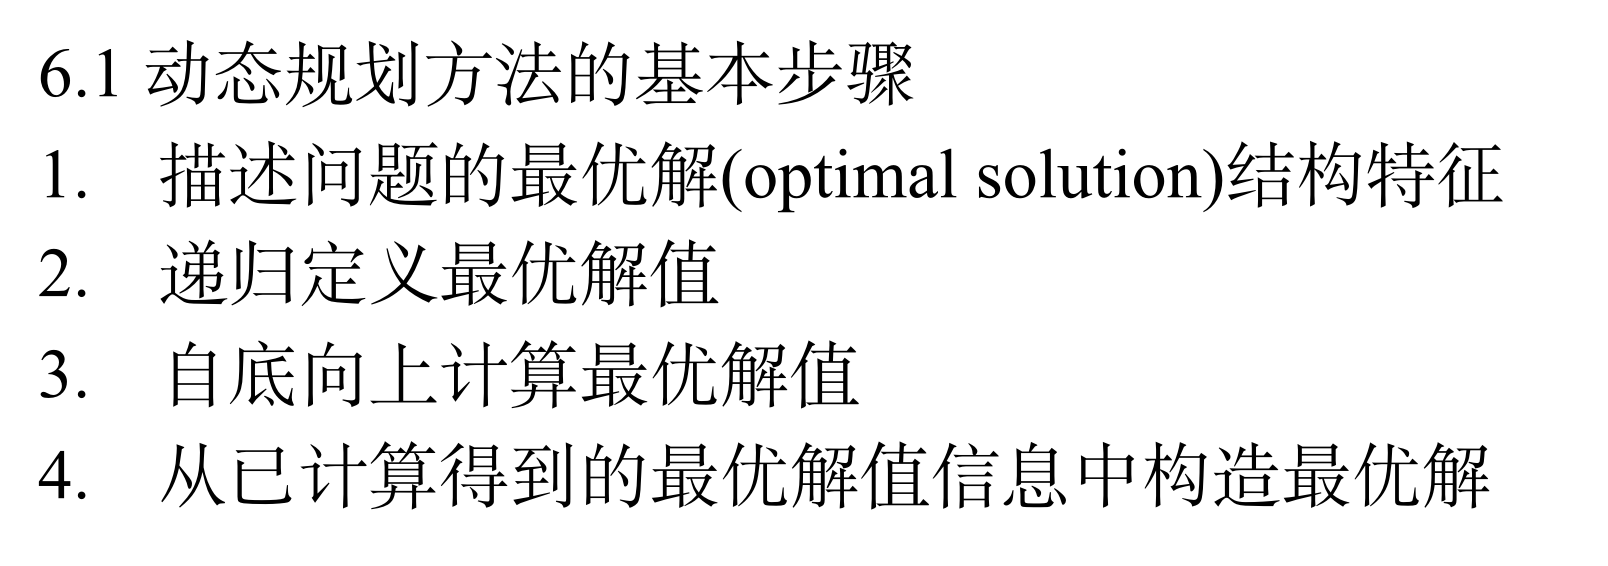 6.1 动态规划方法的基本步骤
1. 描述问题的最优解(optimal solution)结构特征
2. 递归定义最优解值
3. 自底向上计算最优解值
4. 从已计算得到的最优解值信息中构造最优解